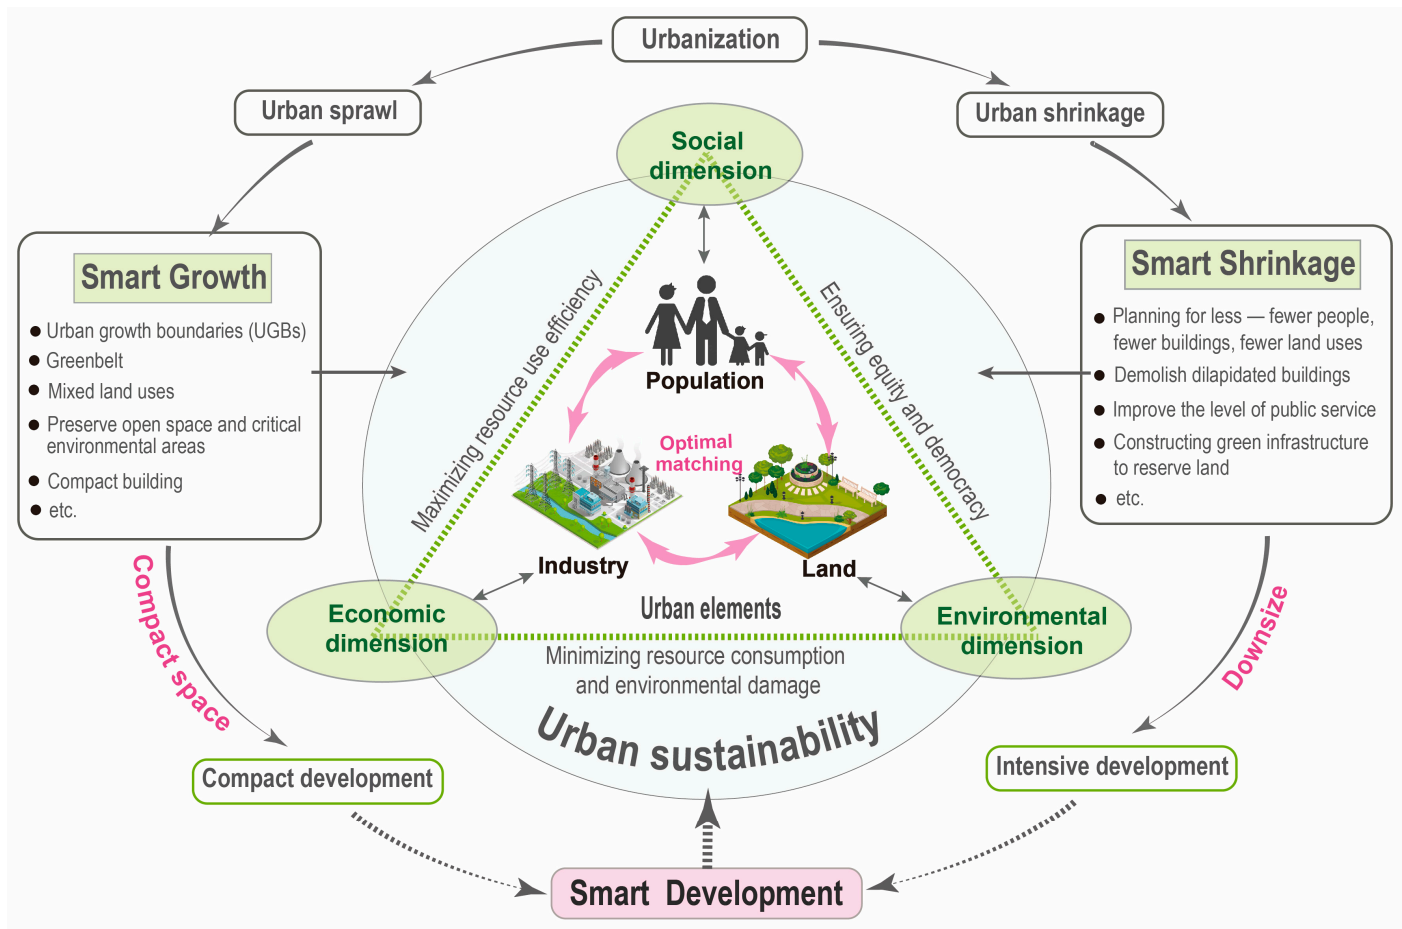 Urbanization
Urban sprawl
Urban shrinkage
Social
dimension
Smart Growth
Urban growth boundaries (UGBs)
Greenbelt
Mixed land uses
Preserve open space and critical
environmental areas
Compact building
etc.
Smart Shrinkage
Planning for less — fewer people,
fewer buildings, fewer land uses
Demolish dilapidated buildings
Improve the level of public service
Constructing green infrastructure
to reserve land
etc.
Maximizing resource use efficiency
Ensuring equity and democracy
Population
Optimal
matching
Industry
Land
Urban elements
Economic
dimension
Environmental
dimension
Minimizing resource consumption
and environmental damage
Urban sustainability
Compact space
Downsize
Compact development
Intensive development
Smart Development